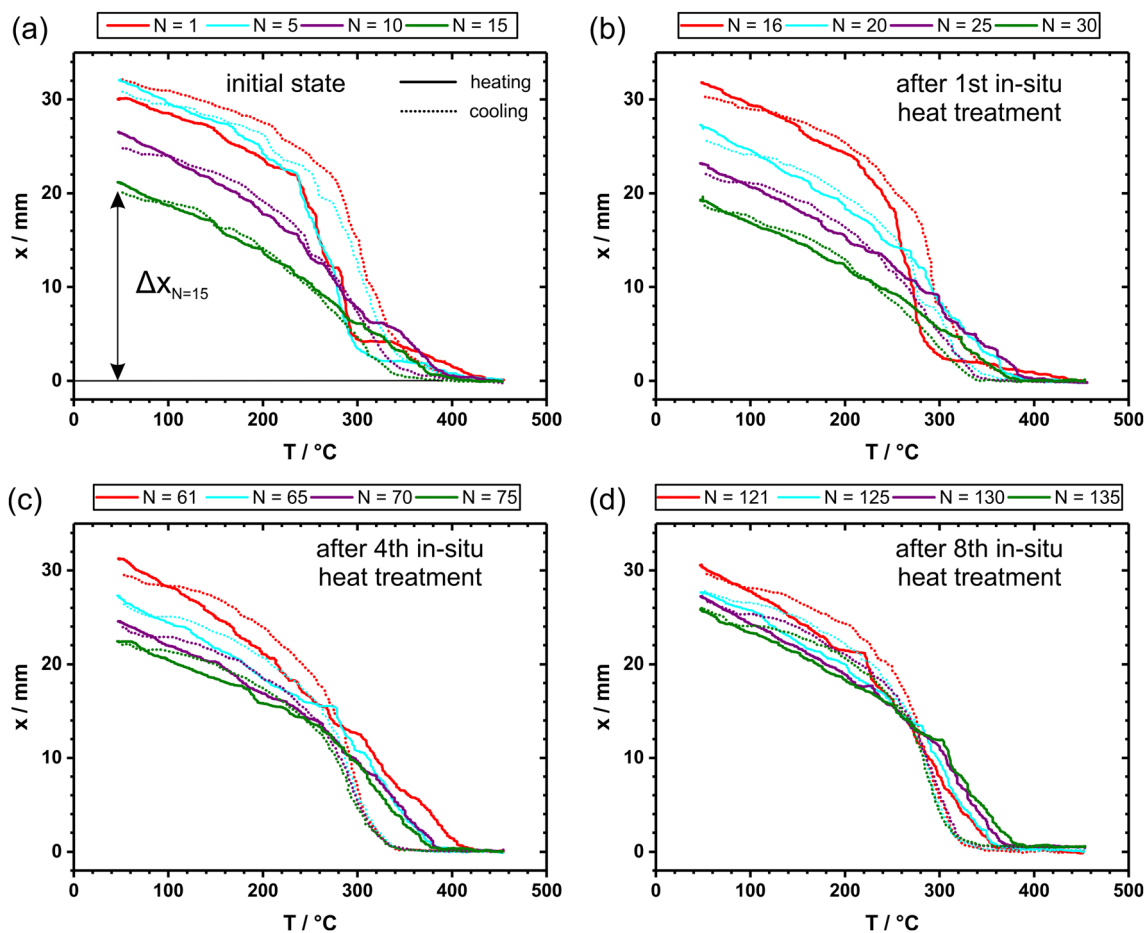 (a)
N = 1 N = 5 N = 10 N = 15
initial state
heating
cooling
ΔxN=15
x / mm
30
20
10
0
0 100 200 300 400 500
T / °C
(b)
N = 16 N = 20 N = 25 N = 30
after 1st in-situ
heat treatment
x / mm
30
20
10
0
0 100 200 300 400 500
T / °C
(c)
N = 61 N = 65 N = 70 N = 75
after 4th in-situ
heat treatment
x / mm
30
20
10
0
0 100 200 300 400 500
T / °C
(d)
N = 121 N = 125 N = 130 N = 135
after 8th in-situ
heat treatment
x / mm
30
20
10
0
0 100 200 300 400 500
T / °C